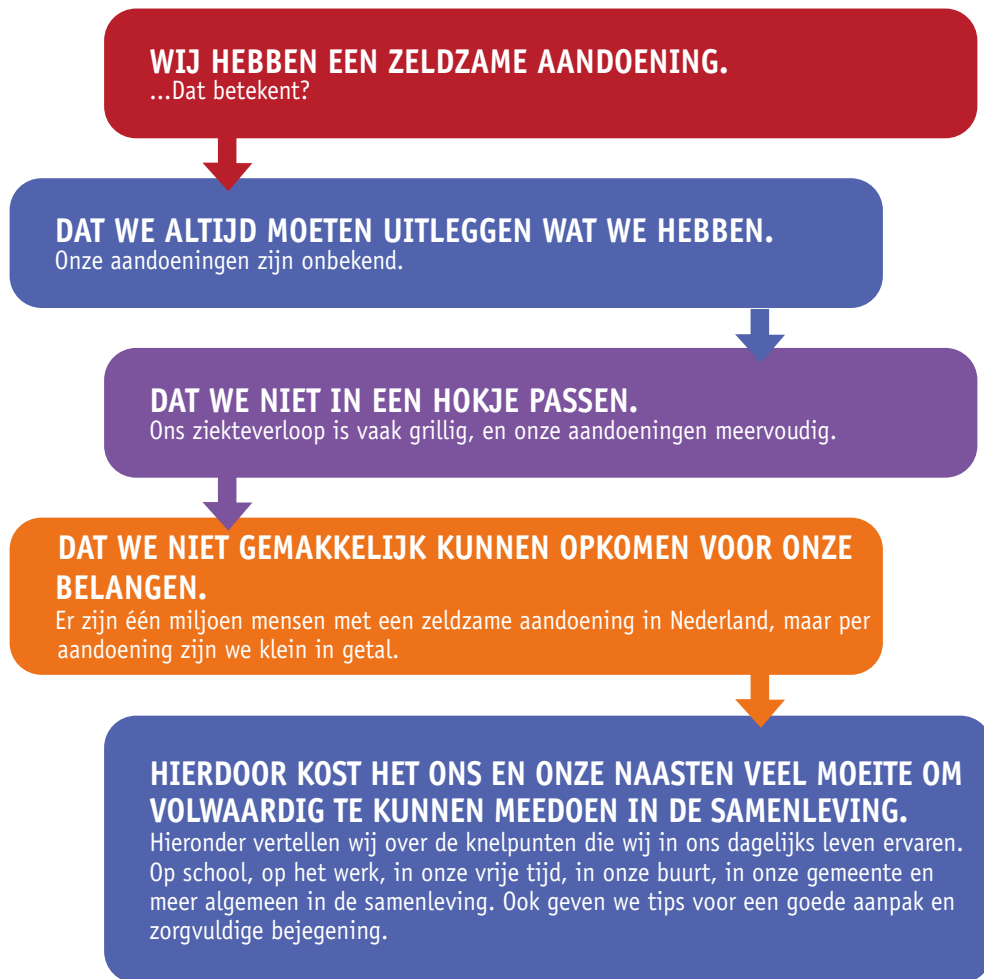 WIJ HEBBEN EEN ZELDZAME AANDOENING.
...Dat betekent?
DAT WE ALTIJD MOETEN UITLEGGEN WAT WE HEBBEN.
Onze aandoeningen zijn onbekend.
DAT WE NIET IN EEN HOKJE PASSEN.
Ons ziekteverloop is vaak grillig, en onze aandoeningen meervoudig.
DAT WE NIET GEMAKKELIJK KUNNEN OPKOMEN VOOR ONZE
BELANGEN.
Er zijn één miljoen mensen met een zeldzame aandoening in Nederland, maar per
aandoening zijn we klein in getal.
HIERDOOR KOST HET ONS EN ONZE NAASTEN VEEL MOEITE OM
VOLWAARDIG TE KUNNEN MEEDOEN IN DE SAMENLEVING.
Hieronder vertellen wij over de knelpunten die wij in ons dagelijks leven ervaren.
Op school, op het werk, in onze vrije tijd, in onze buurt, in onze gemeente en
meer algemeen in de samenleving. Ook geven we tips voor een goede aanpak en
zorgvuldige bejegening.